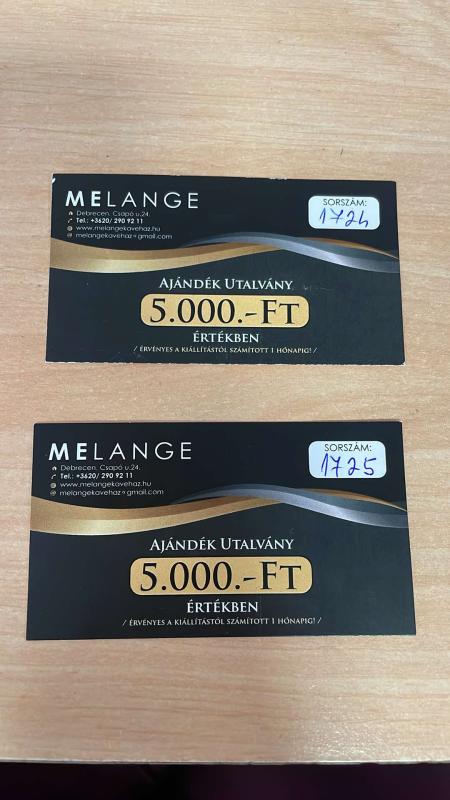 MELANGE
Debrecen, Csapó u.24.
Tel.: +3620/ 290 92 11
www.melangekavehaz.hu
melangekavehaz@gmail.com
SORSZÁM:
1724
AJÁNDÉK UTALVÁNY
5.000.-FT
ÉRTÉKBEN
/ ÉRVÉNYES A KIÁLLÍTÁSTÓL SZÁMÍTOTT 1 HÓNAPIG! /
MELANGE
Debrecen, Csapó u.24.
Tel.: +3620/ 290 92 11
www.melangekavehaz.hu
melangekavehaz@gmail.com
SORSZÁM:
1725
AJÁNDÉK UTALVÁNY
5.000.-FT
ÉRTÉKBEN
/ ÉRVÉNYES A KIÁLLÍTÁSTÓL SZÁMÍTOTT 1 HÓNAPIG! /